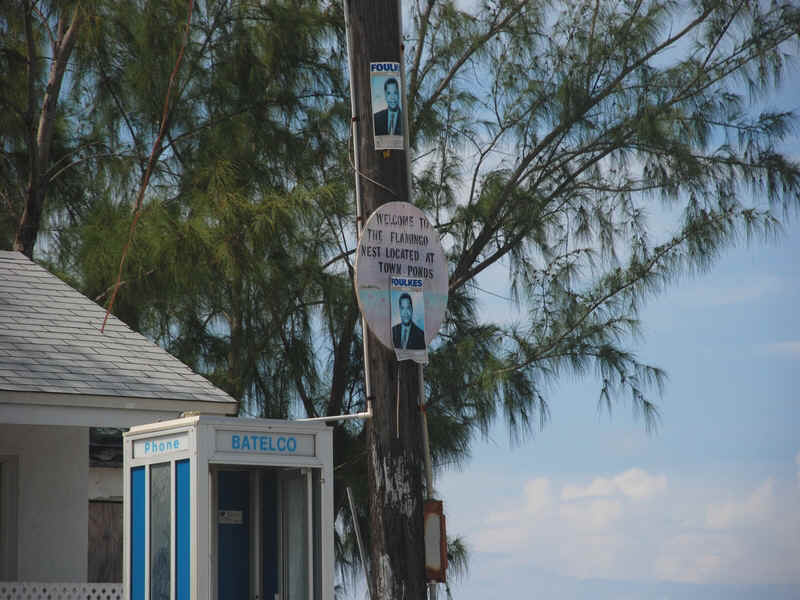 FOULK
WELCOME TO
THE FLAMINGO
NEST LOCATED AT
TOWN PONDS
FOULKES
Phone
BATELCO